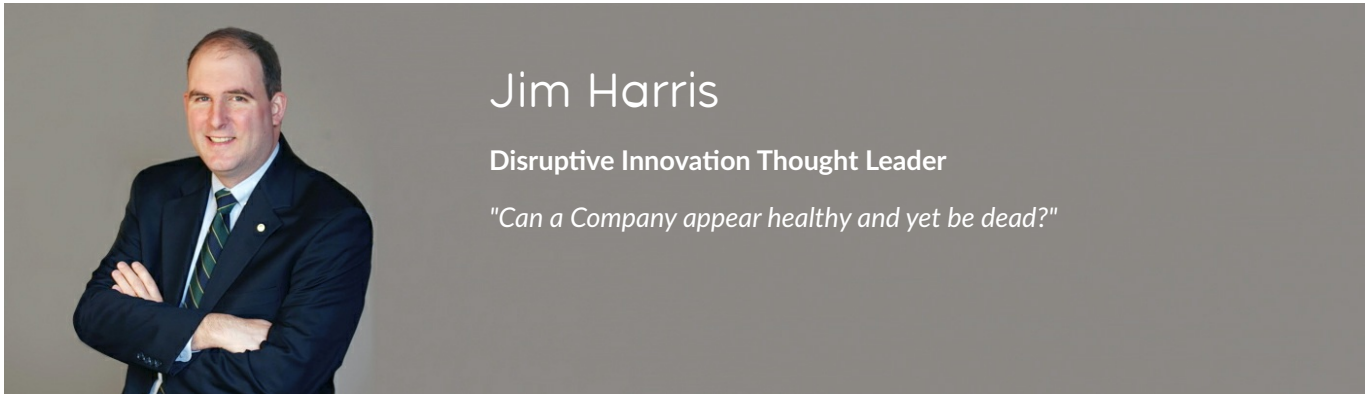 Jim Harris
Disruptive Innovation Thought Leader
"Can a Company appear healthy and yet be dead?"